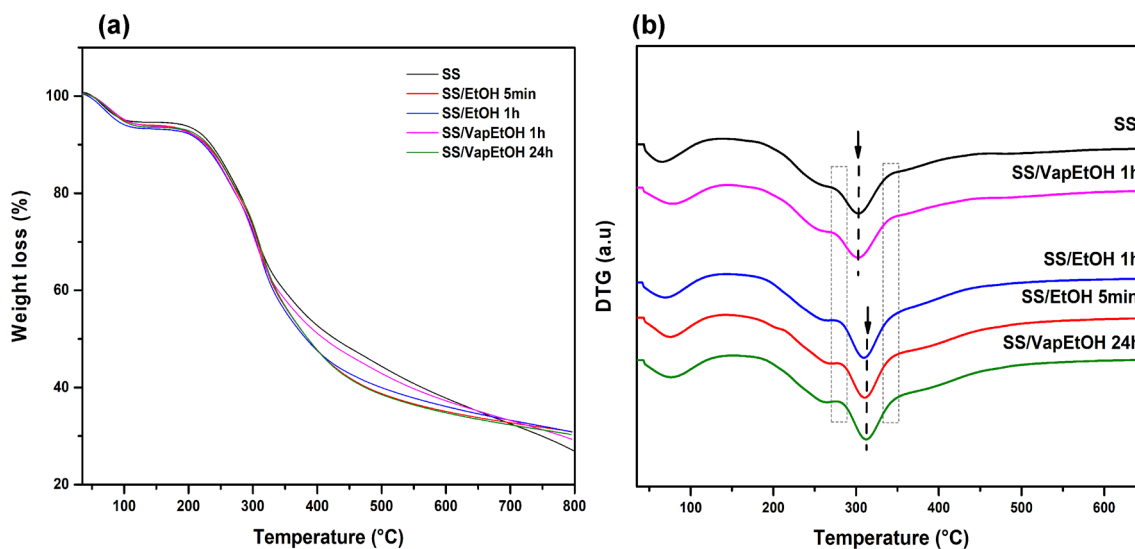 (a)
Weight loss (%)
100
80
60
40
20
SS
SS/EtOH 5min
SS/EtOH 1h
SS/VapEtOH 1h
SS/VapEtOH 24h
100 200 300 400 500 600 700 800
Temperature (°C)
(b)
DTG (a.u)
SS
SS/VapEtOH 1h
SS/EtOH 1h
SS/EtOH 5min
SS/VapEtOH 24h
100 200 300 400 500 600
Temperature (°C)